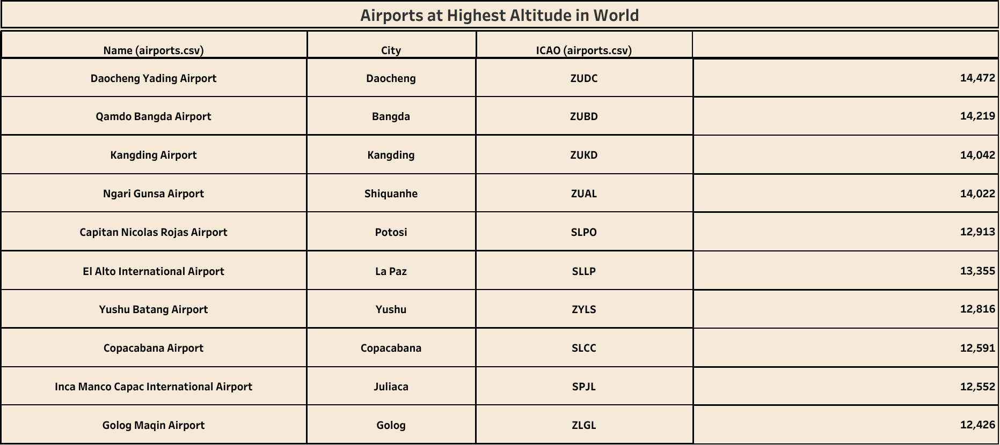 Airports at Highest Altitude in World
Name (airports.csv) City ICAO (airports.csv)
Daocheng Yading Airport Daocheng ZUDC 14,472
Qamdo Bangda Airport Bangda ZUBD 14,219
Kangding Airport Kangding ZUKD 14,042
Ngari Gunsa Airport Shiquanhe ZUAL 14,022
Capitan Nicolas Rojas Airport Potosi SLPO 12,913
El Alto International Airport La Paz SLLP 13,355
Yushu Batang Airport Yushu ZYLS 12,816
Copacabana Airport Copacabana SLCC 12,591
Inca Manco Capac International Airport Juliaca SPJL 12,552
Golog Maqin Airport Golog ZLGL 12,426